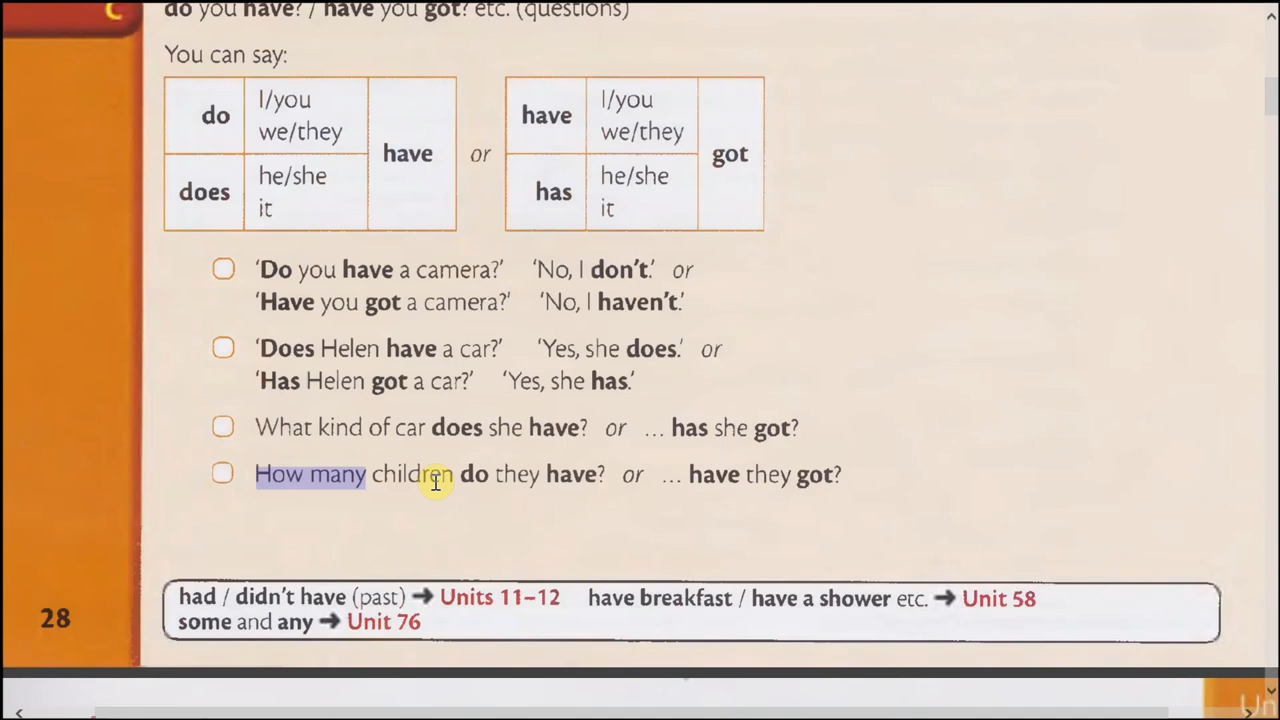 C
do you have? / have you got? etc. (questions)
You can say:
do I/you we/they have
does he/she it
or
have I/you we/they got
has he/she it
‘Do you have a camera?’ ‘No, I don’t.’ or
‘Have you got a camera?’ ‘No, I haven’t.’
‘Does Helen have a car?’ ‘Yes, she does.’ or
‘Has Helen got a car?’ ‘Yes, she has.’
What kind of car does she have? or … has she got?
How many children do they have? or … have they got?
had / didn’t have (past) ➜ Units 11–12 have breakfast / have a shower etc. ➜ Unit 58
some and any ➜ Unit 76
28
Un